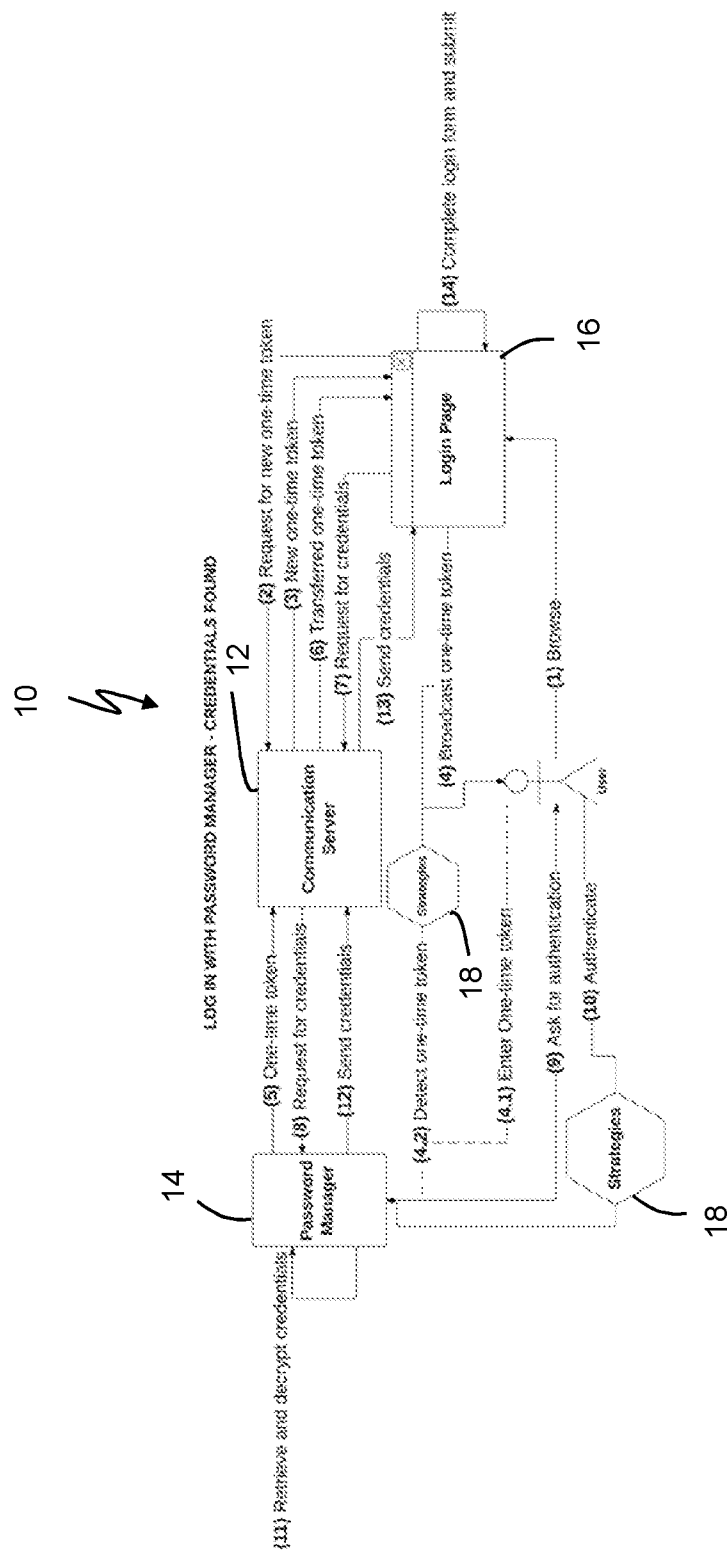 10
LOG IN WITH PASSWORD MANAGER - CREDENTIALS FOUND
12
14
16
18
18
Password
Manager
Communication
Server
Login Page
Strategies
Strategies
User
(1) Browse
(2) Request for new one-time token
(3) New one-time token
(4) Broadcast one-time token
(4.1) Enter One-time token
(4.2) Detect one-time token
(5) One-time token
(6) Transferred one-time token
(7) Request for credentials
(8) Request for credentials
(9) Ask for authentication
(10) Authenticate
(11) Retrieve and decrypt credentials
(12) Send credentials
(13) Send credentials
(14) Complete login form and submit